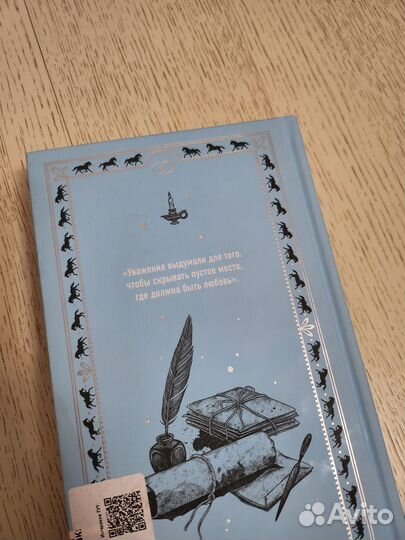 «Уважение выдумали для того,
чтобы скрывать пустое место,
где должна быть любовь».
Avito